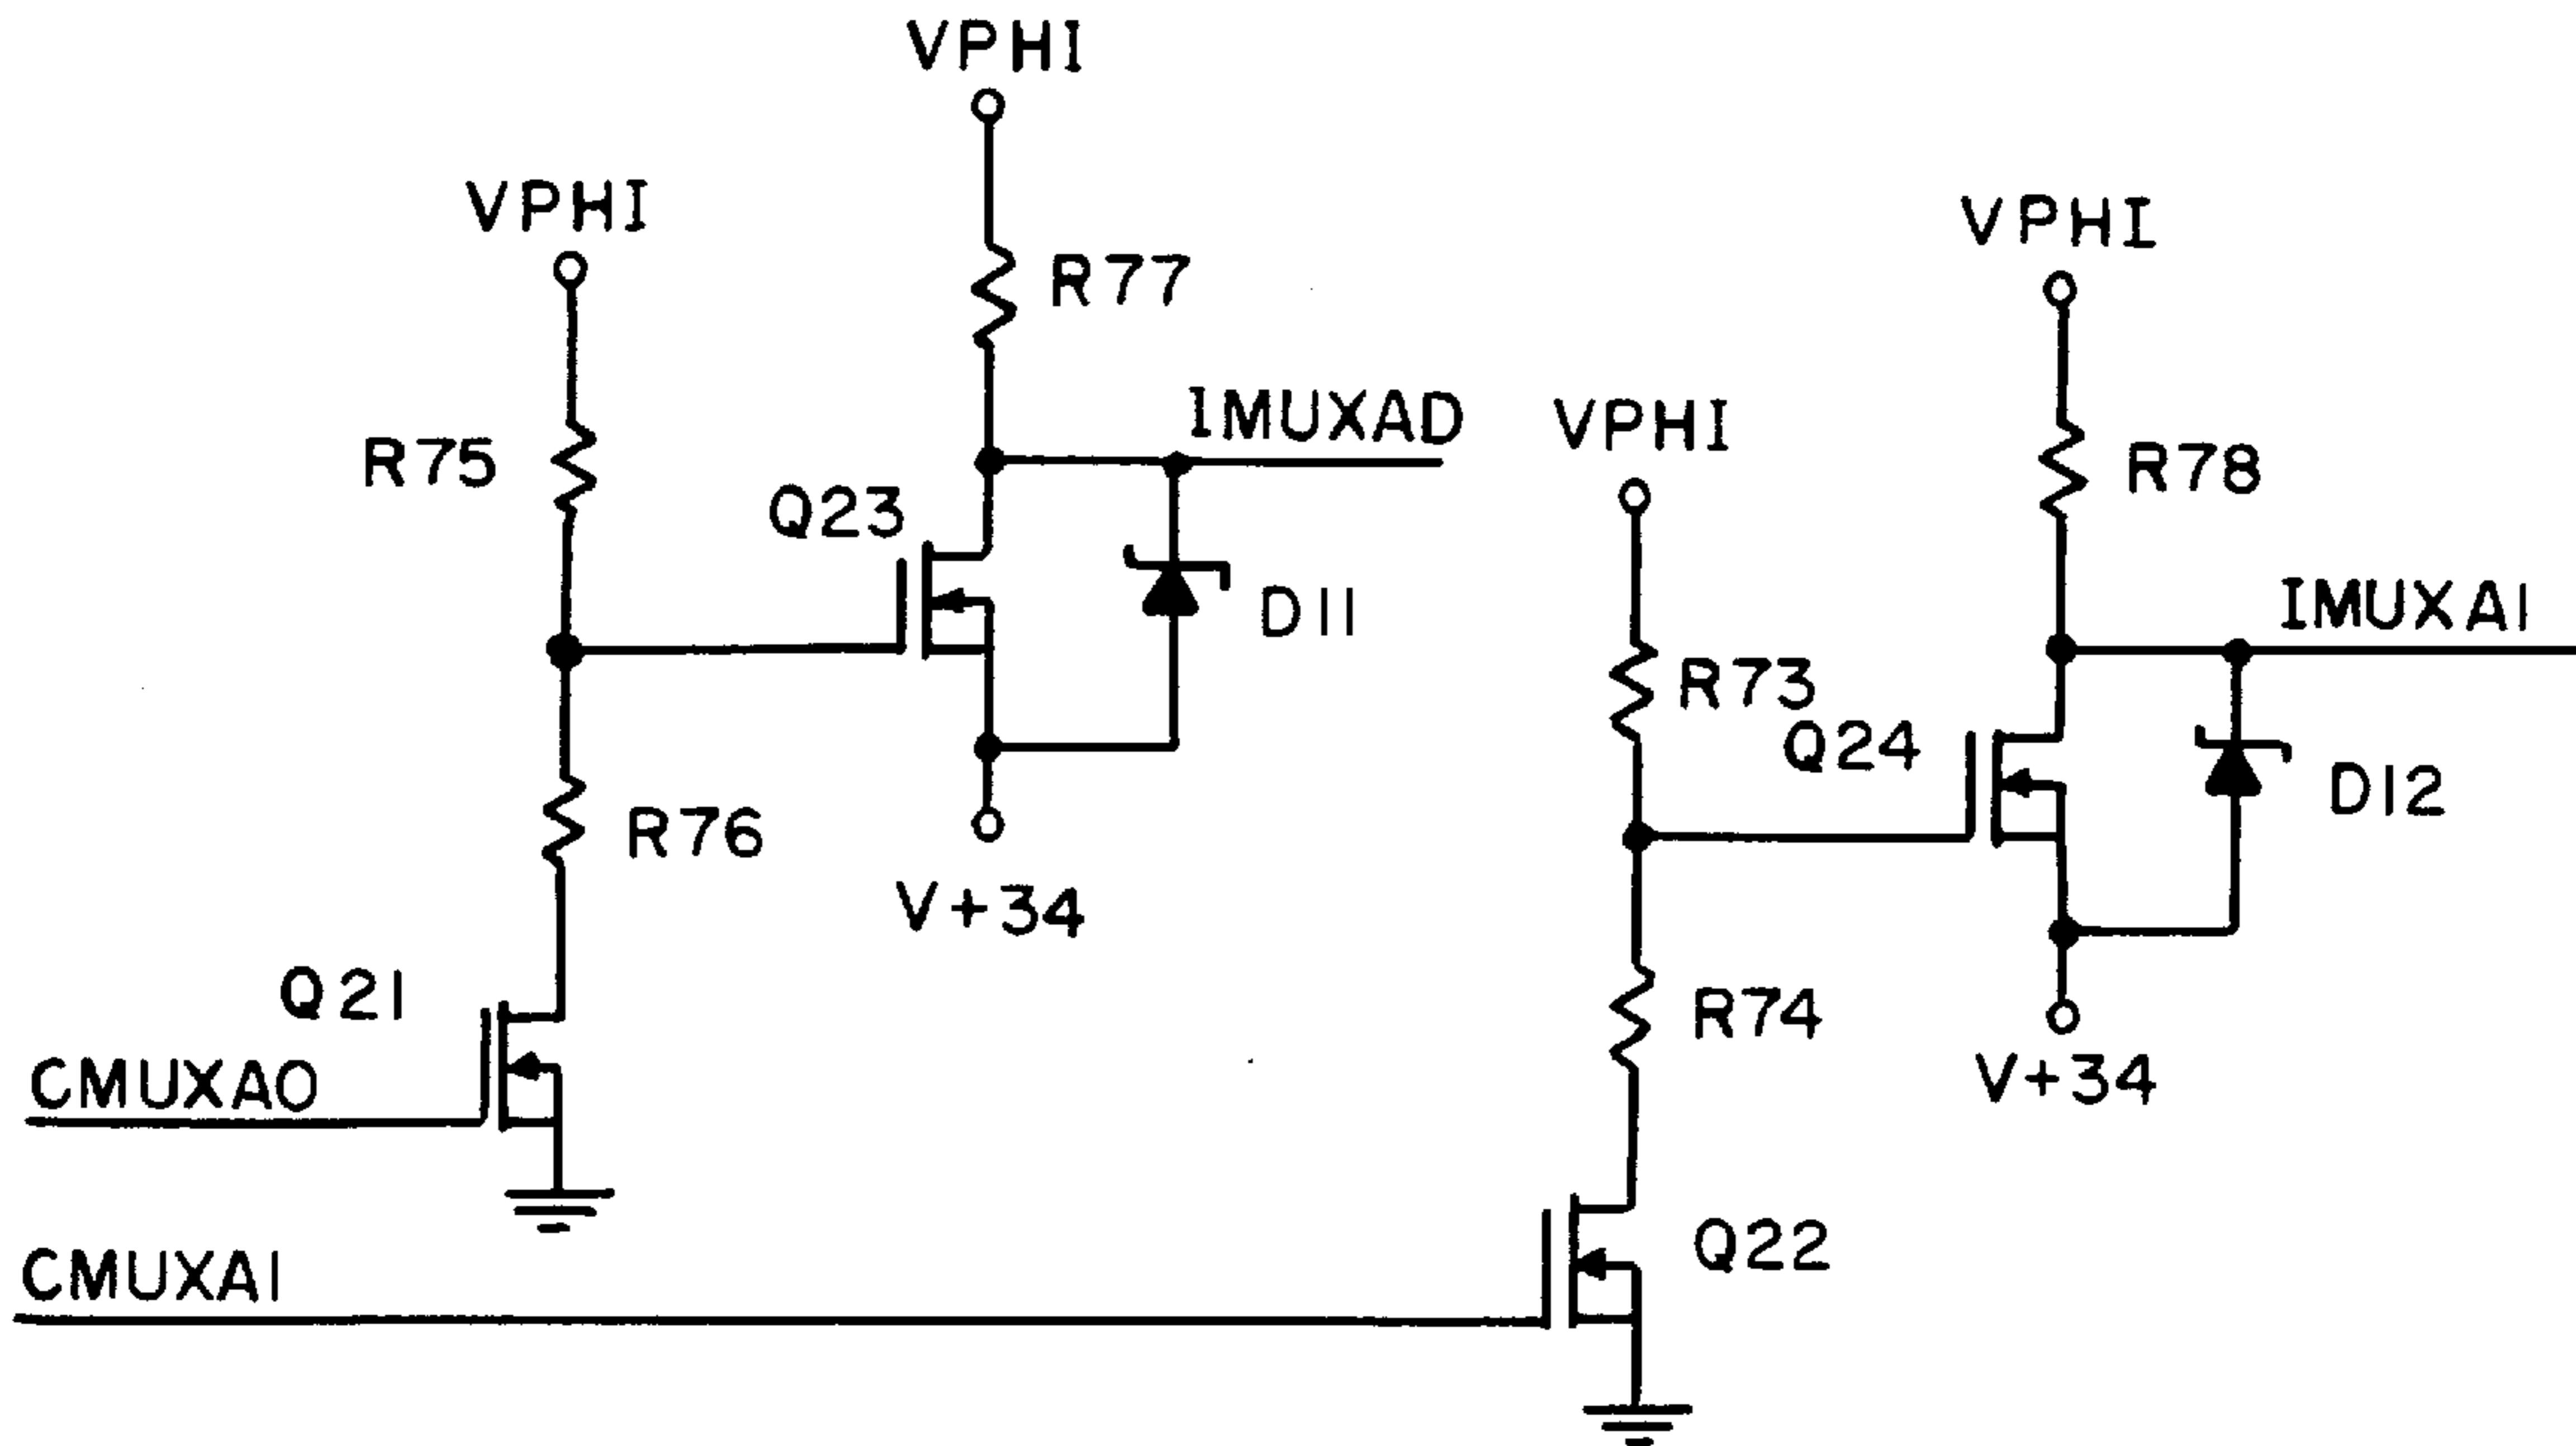 VPHI
VPHI
VPHI
R77
IMUXAD
VPHI
R75
R78
Q23
D11
IMUXA1
R73
Q24
R76
D12
V+34
Q21
R74
CMUXA0
V+34
Q22
CMUXA1